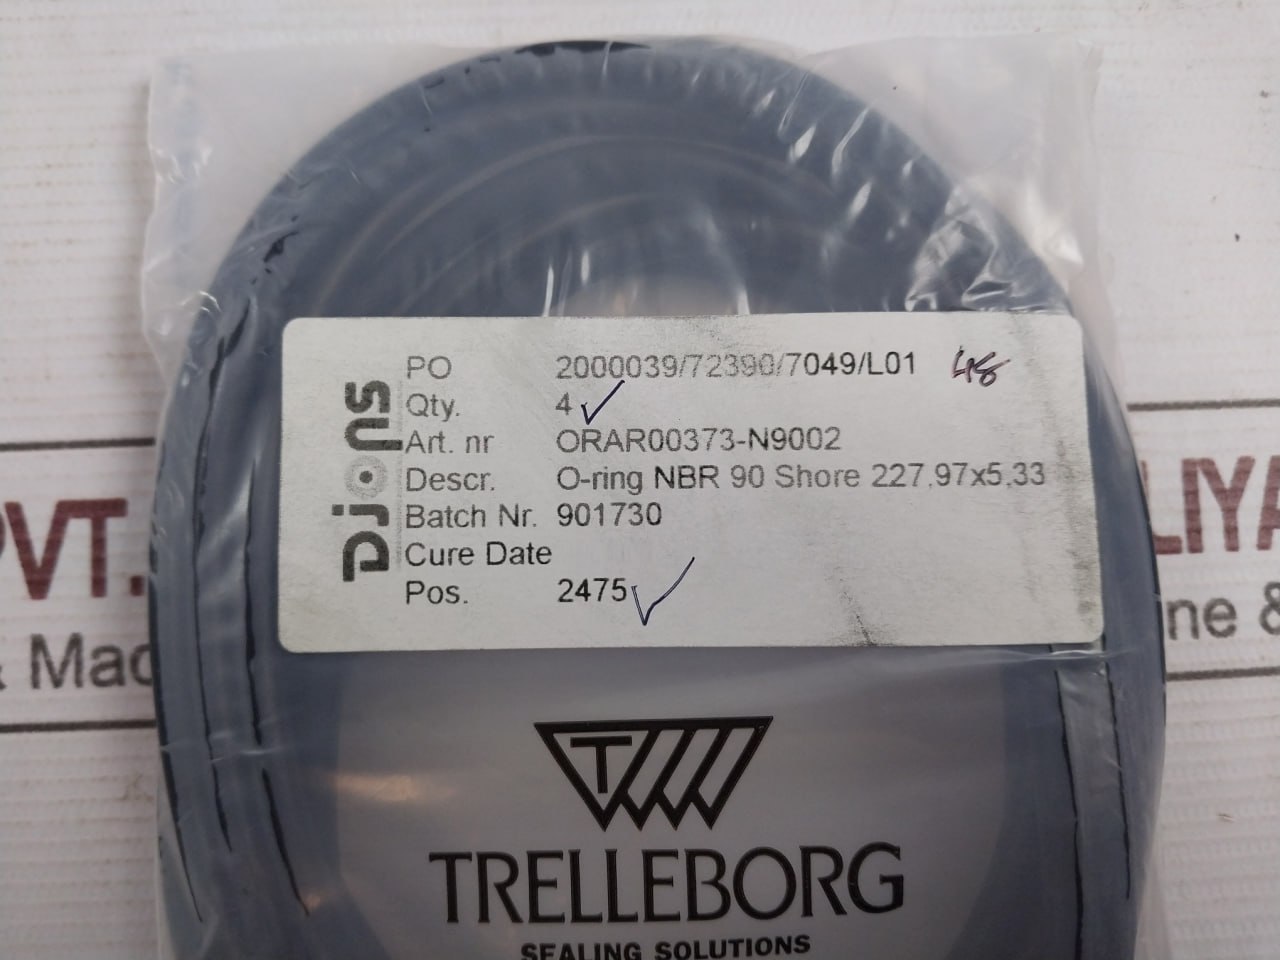 PO 2000039/72390/7049/L01 48
Qty. 4
Art. nr ORAR00373-N9002
Descr. O-ring NBR 90 Shore 227,97x5,33
Batch Nr. 901730
Cure Date
Pos. 2475
T
TRELLEBORG
SEALING SOLUTIONS
PVT.
& Mac
LIYA
ne &